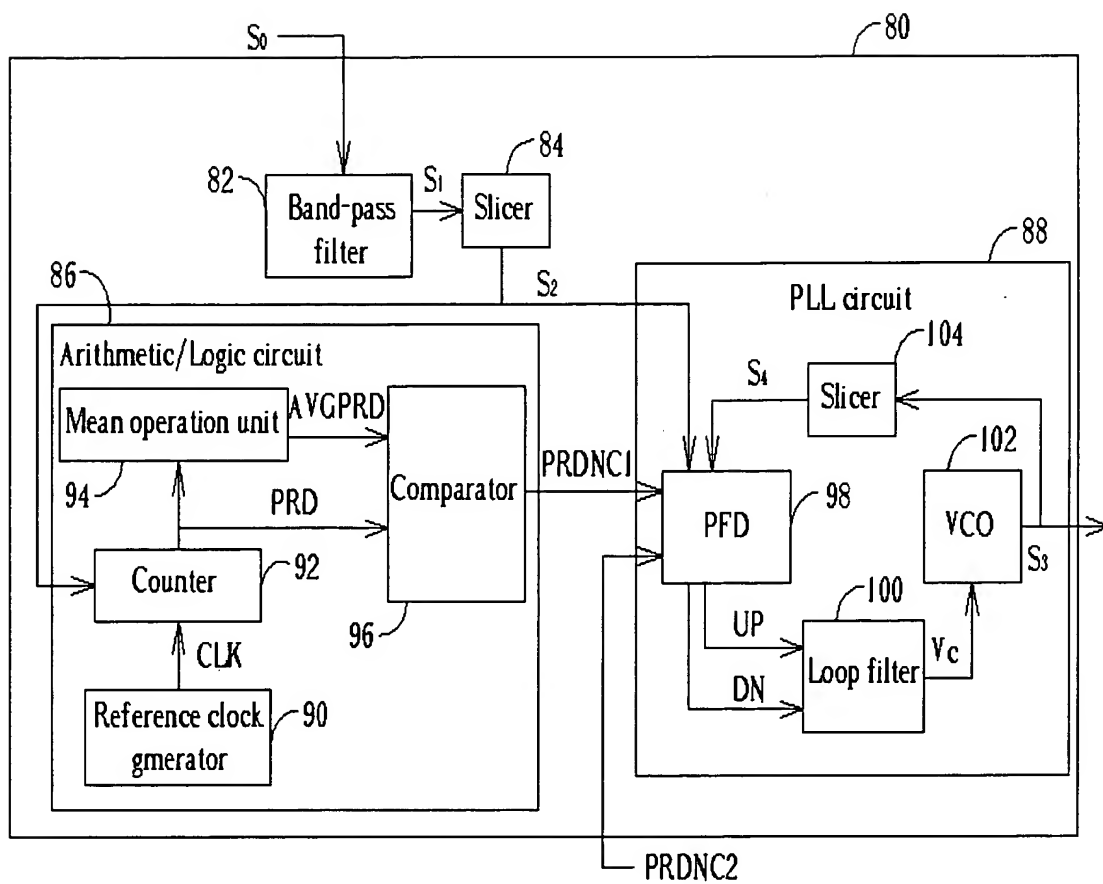 S₀
80
84
82
S₁
Band-pass
filter
Slicer
88
86
S₂
PLL circuit
Arithmetic/Logic circuit
104
S₄
Slicer
Mean operation unit
AVGPRD
102
94
PRDNC1
Comparator
PRD
98
PFD
VCO
S₃
Counter
92
100
96
UP
CLK
Vc
Loop filter
DN
Reference clock
gmerator
90
PRDNC2